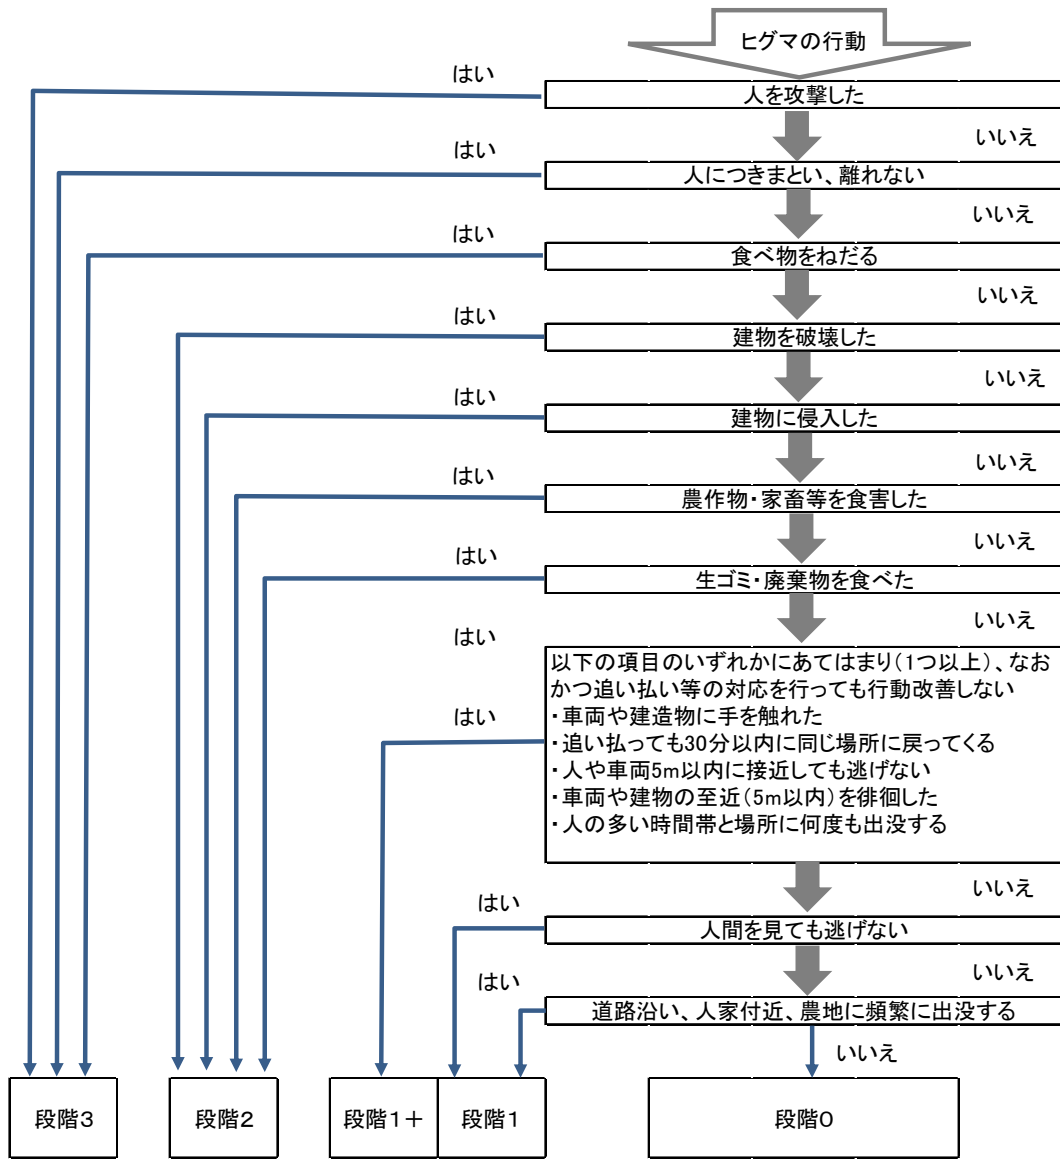 ヒグマの行動
はい
人を攻撃した
いいえ
はい
人につきまとい、離れない
いいえ
はい
食べ物をねだる
いいえ
はい
建物を破壊した
いいえ
はい
建物に侵入した
いいえ
はい
農作物・家畜等を食害した
いいえ
はい
生ゴミ・廃棄物を食べた
いいえ
はい
以下の項目のいずれかにあてはまり(1つ以上)、なお
かつ追い払い等の対応を行っても行動改善しない
はい
・車両や建造物に手を触れた
・追い払っても30分以内に同じ場所に戻ってくる
・人や車両5m以内に接近しても逃げない
・車両や建物の至近(5m以内)を徘徊した
・人の多い時間帯と場所に何度も出没する
いいえ
はい
人間を見ても逃げない
いいえ
はい
道路沿い、人家付近、農地に頻繁に出没する
いいえ
段階3
段階2
段階1+
段階1
段階0